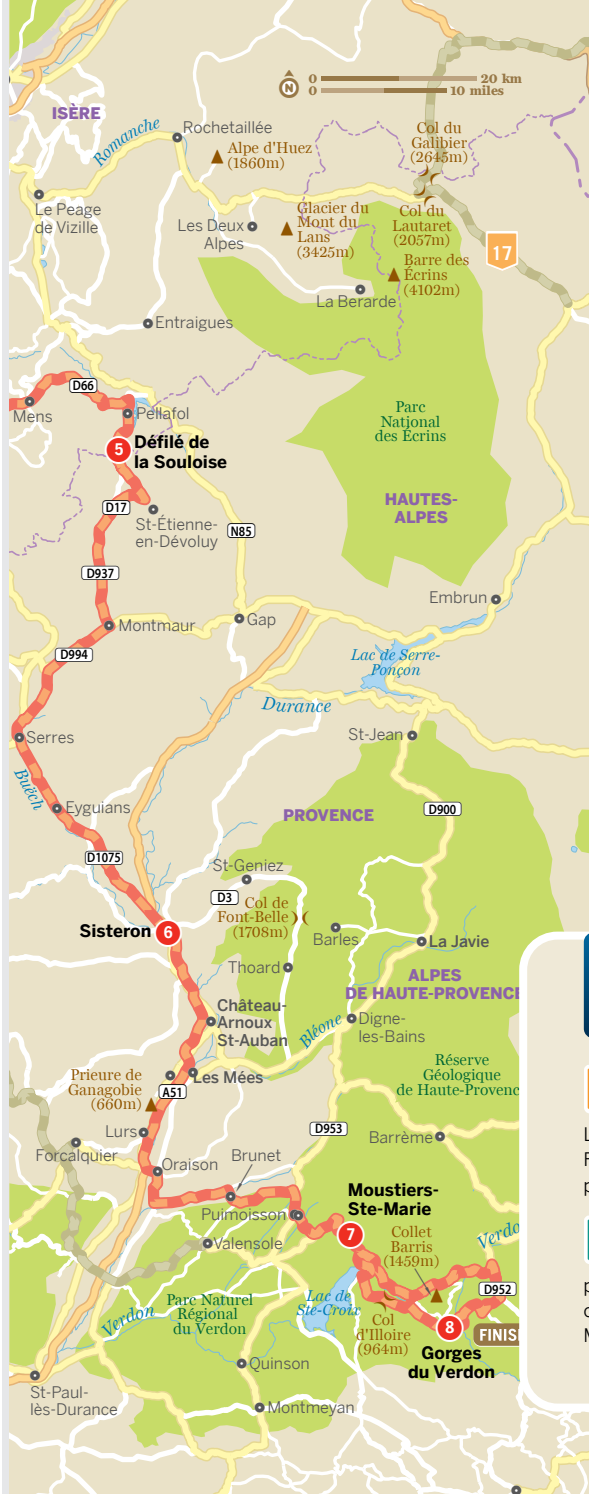 0 20 km
N
0 10 miles
ISÈRE
Romanche
Rochetaillée
Alpe d'Huez
(1860m)
Col du
Galibier
(2645m)
Le Peage
de Vizille
Les Deux
Alpes
Glacier du
Mont du
Lans
(3425m)
Col du
Lautaret
(2057m)
17
Barre des
Écrins
(4102m)
La Berarde
Entraigues
D66
Mens
Pellafol
5
Défilé de
la Souloise
Parc
National
des Écrins
D17
St-Étienne-
en-Dévoluy
HAUTES-
ALPES
N85
D937
Embrun
Montmaur
Gap
D994
Lac de Serre-
Ponçon
Durance
Serres
St-Jean
Buëch
Eyguians
PROVENCE
D900
D1075
St-Geniez
D3
Col de
Font-Belle
(1708m)
Sisteron
6
Barles
La Javie
Thoard
ALPES
DE HAUTE-PROVENCE
Château-
Arnoux
St-Auban
Bléone
Digne-
les-Bains
Prieure de
Ganagobie
(660m)
Les Mées
A51
Réserve
Géologique
de Haute-Provenc
Lurs
D953
Forcalquier
Barrème
Oraison
Brunet
Moustiers-
Ste-Marie
Puimoisson
7
Collet
Barris
(1459m)
Verdo
Valensole
D952
Parc Naturel
Régional
du Verdon
Lac de
Ste-Croix
Verdon
Col
d'Illoire
(964m)
8
FINIS
Gorges
du Verdon
Quinson
St-Paul-
lès-Durance
Montmeyan
L
F
p
p
c
M